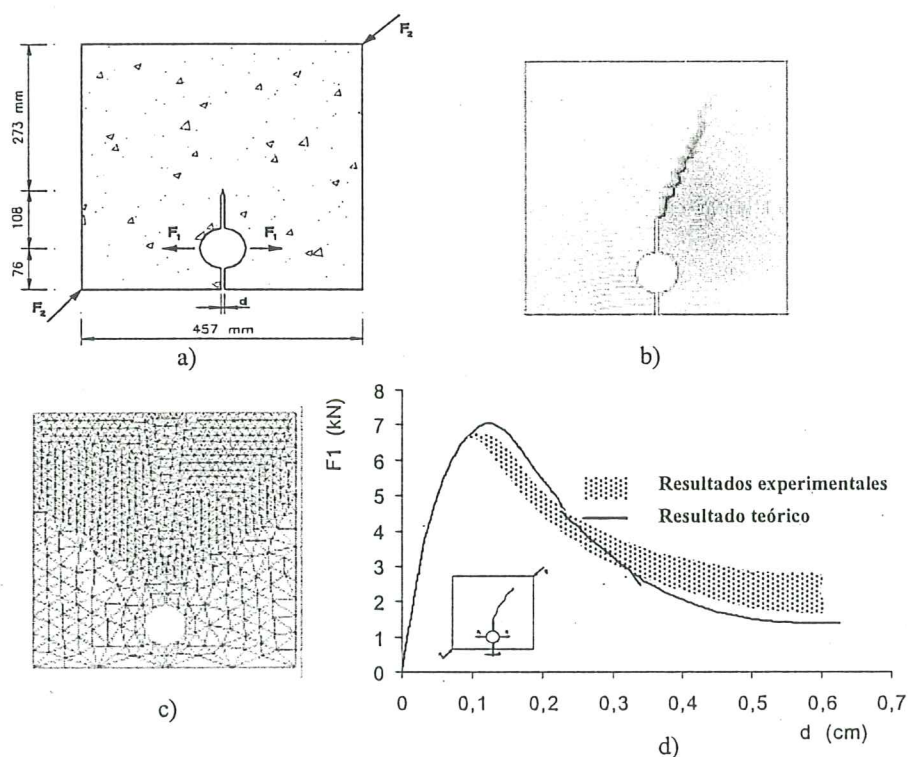 F₂
273 mm
108
76
F₁
F₁
F₂
d
457 mm
a)
b)
c)
F1 (kN)
8
7
6
5
4
3
2
1
0
Resultados experimentales
Resultado teórico
0
0,1
0,2
0,3
0,4
0,5
0,6
0,7
d (cm)
d)